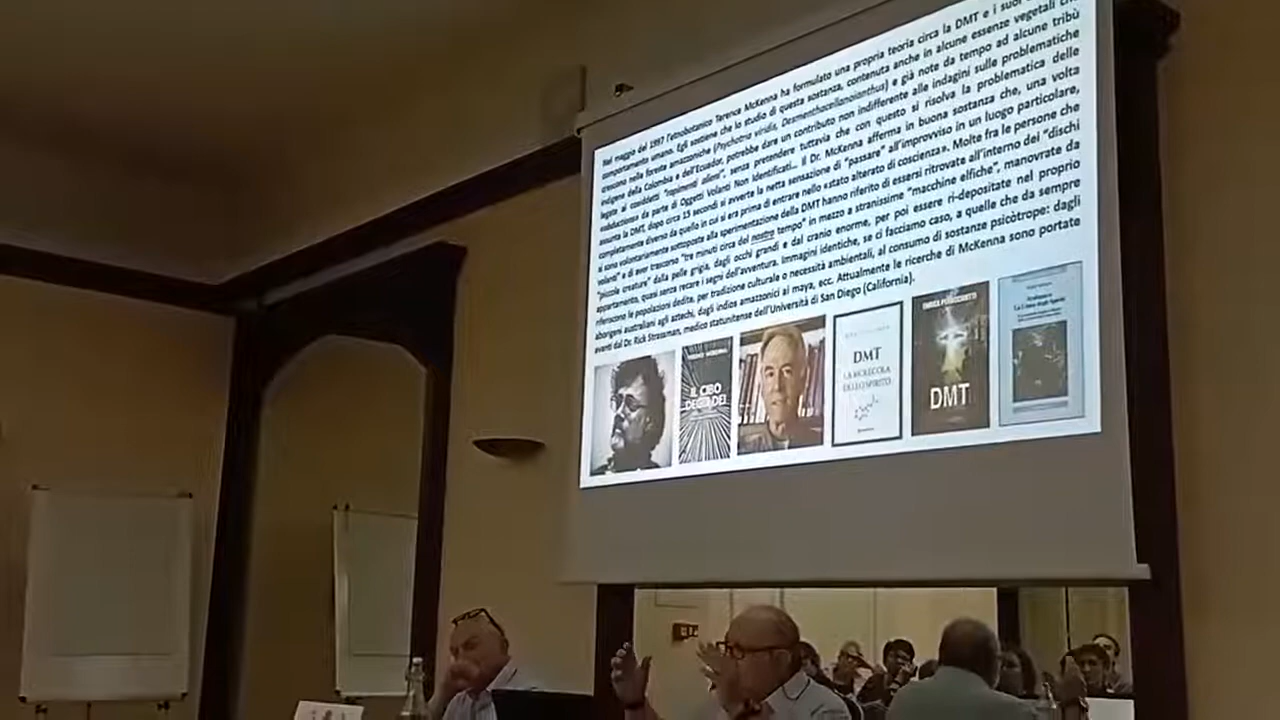 Nel maggio del 1997 l'etnobotanico Terence McKenna ha formulato una propria teoria circa la DMT e i suoi
comportamento umano. Egli sostiene che lo studio di questa sostanza, contenuta anche in alcune essenze vegetali che
crescono nelle foreste amazzoniche (Psychotria viridis, ) e già note da tempo ad alcune tribù
indigene della Colombia e dell'Ecuador, potrebbe dare un contributo non indifferente alle indagini sulle problematiche
legate ai cosiddetti "rapimenti alieni", senza pretendere tuttavia che con questo si risolva la problematica delle
da parte di Oggetti Volanti Non Identificati... Il Dr. McKenna afferma in buona sostanza che, una volta
assunta la DMT, dopo circa 15 secondi si avverte la netta sensazione di "passare" all'improvviso in un luogo particolare,
completamente diverso da quello in cui si era prima di entrare nello «stato alterato di coscienza». Molte fra le persone che
si sono volontariamente sottoposte alla sperimentazione della DMT hanno riferito di essersi ritrovate all'interno dei "dischi
volanti" e di aver trascorso "tre minuti circa del nostro tempo" in mezzo a stranissime "macchine elfiche", manovrate da
"piccole creature" dalla pelle grigia, dagli occhi grandi e dal cranio enorme, per poi essere ri-depositate nel proprio
appartamento, quasi senza recare i segni dell'avventura. Immagini identiche, se ci facciamo caso, a quelle che da sempre
riferiscono le popolazioni dedite, per tradizione culturale o necessità ambientali, al consumo di sostanze psicòtrope: dagli
aborigeni australiani agli aztechi, dagli indios amazzonici ai maya, ecc. Attualmente le ricerche di McKenna sono portate
avanti dal Dr. Rick Strassman, medico statunitense dell'Università di San Diego (California).
IL CIBO
DEGLI DEI
DMT
LA MOLECOLA
DELLO SPIRITO
DMT